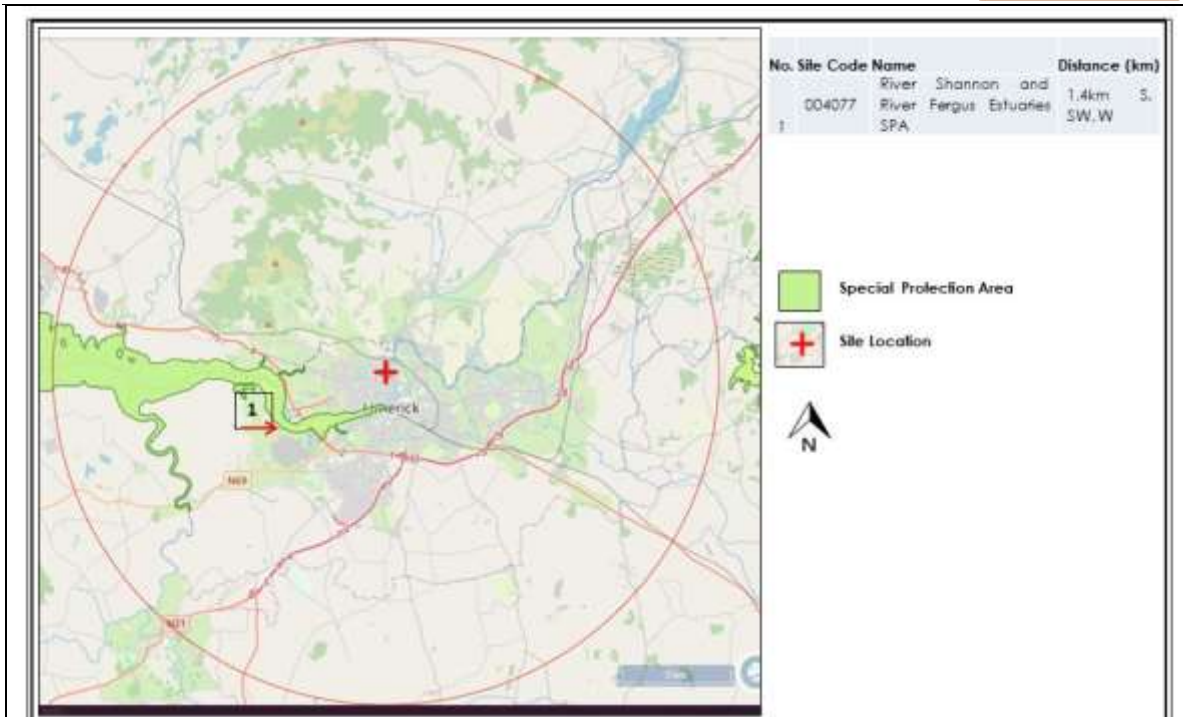 No. Site Code Name Distance (km)
River Shannon and
004077 River Fergus Estuaries 1.4km S,
SW, W
1 SPA
Special Protection Area
Site Location
N
1
Limerick
N69
N21